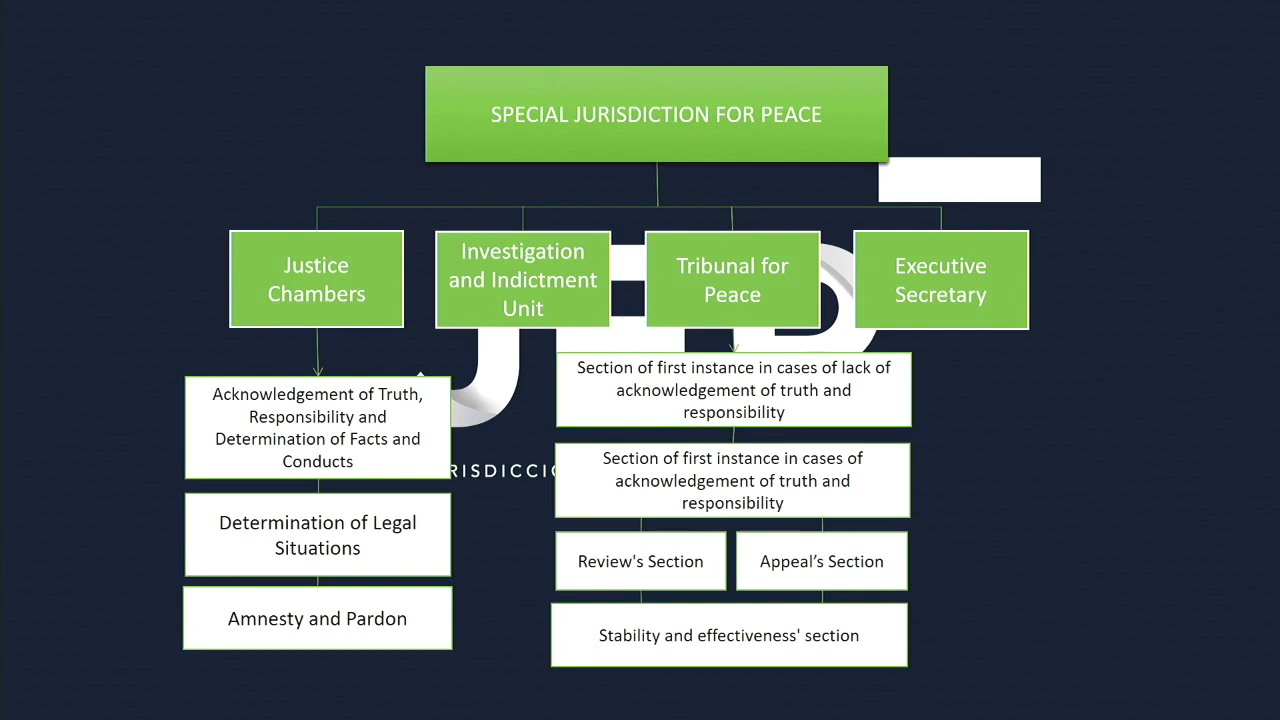 SPECIAL JURISDICTION FOR PEACE
Justice
Chambers
Investigation
and Indictment
Unit
Tribunal for
Peace
Executive
Secretary
Acknowledgement of Truth,
Responsibility and
Determination of Facts and
Conducts
Determination of Legal
Situations
Amnesty and Pardon
Section of first instance in cases of lack of
acknowledgement of truth and
responsibility
Section of first instance in cases of
acknowledgement of truth and
responsibility
Review's Section
Appeal’s Section
Stability and effectiveness' section